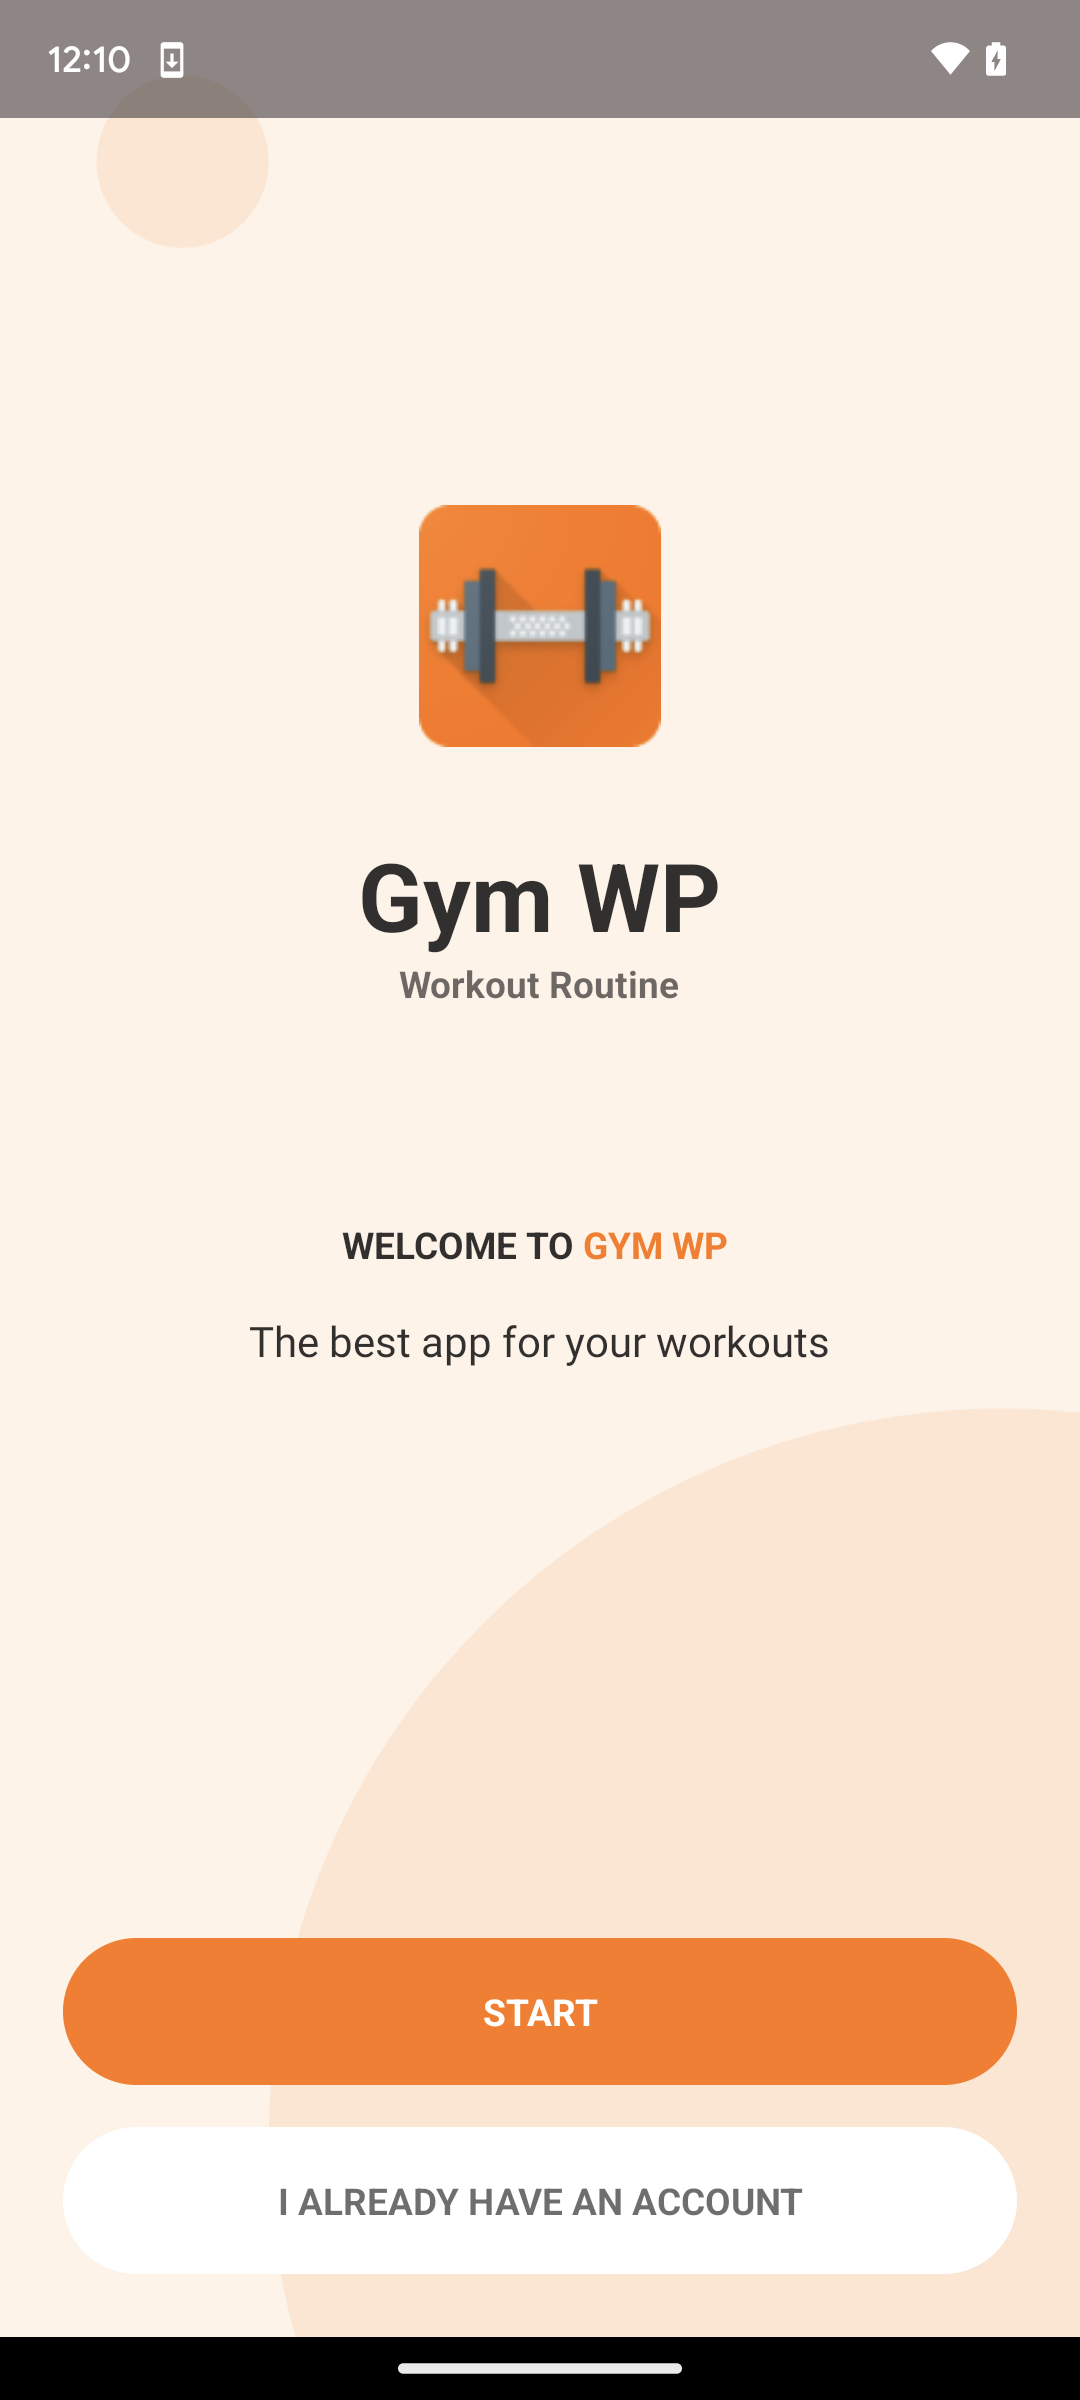 12:10
Gym WP
Workout Routine
WELCOME TO GYM WP
The best app for your workouts
START
I ALREADY HAVE AN ACCOUNT